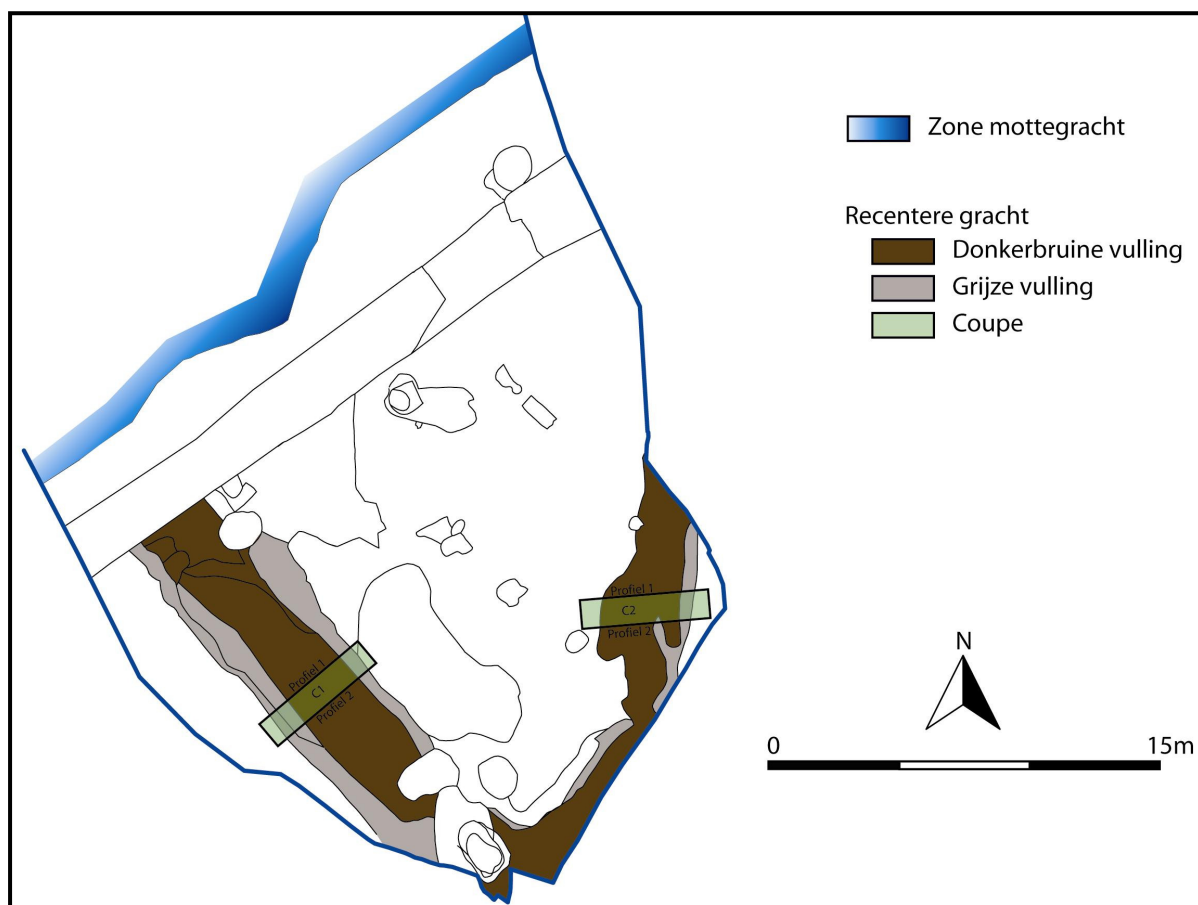 Zone mottegracht
Recentere gracht
Donkerbruine vulling
Grijze vulling
Coupe
Profiel 1
C2
Profiel 2
Profiel 1
C1
Profiel 2
N
0
15m